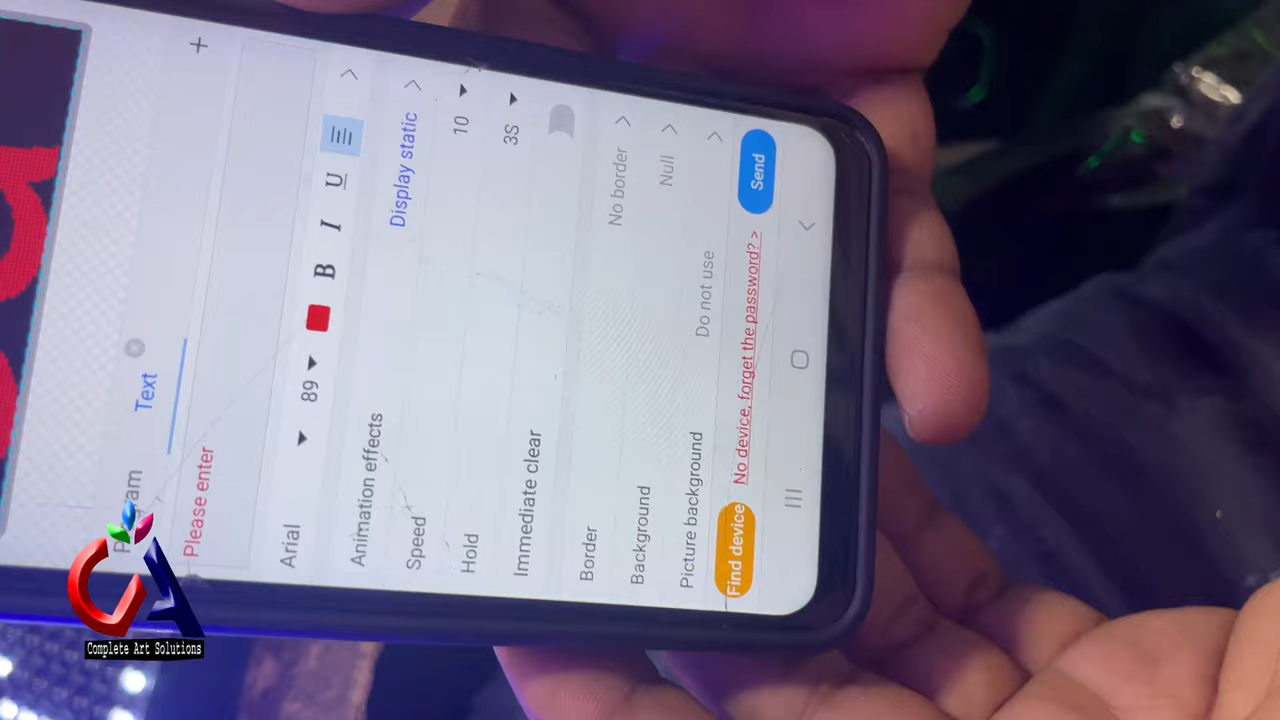 Text
Please enter
Arial
89
B
I
U
Animation effects
Display static
Speed
10
Hold
3S
Immediate clear
Border
No border
Background
Null
Picture background
Do not use
Find device
No device, forget the password? >
Send
CA
Complete Art Solutions